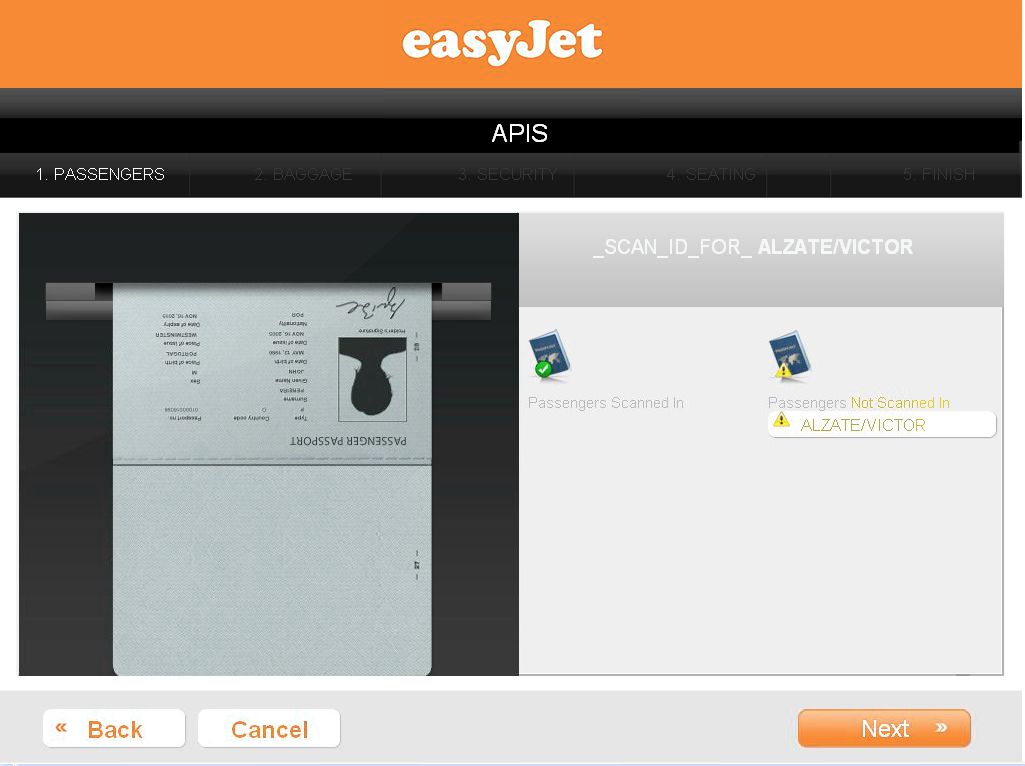 easyJet
APIS
1. PASSENGERS
2. BAGGAGE
3. SECURITY
4. SEATING
5. FINISH
_SCAN_ID_FOR_ ALZATE/VICTOR
Passengers Scanned In
Passengers Not Scanned In
ALZATE/VICTOR
PASSENGER PASSPORT
Type
Country code
Passport no
P
O
Surname
PEREIRA
Given Name
JOHN
Sex
M
Date of birth
MAY 12, 1960
Place of birth
PORTUGAL
Date of issue
NOV 16, 2005
Place of issue
WESTMINSTER
Nationality
POR
Date of expiry
NOV 16, 2015
Holder's Signature
— 27 —
« Back
Cancel
Next »